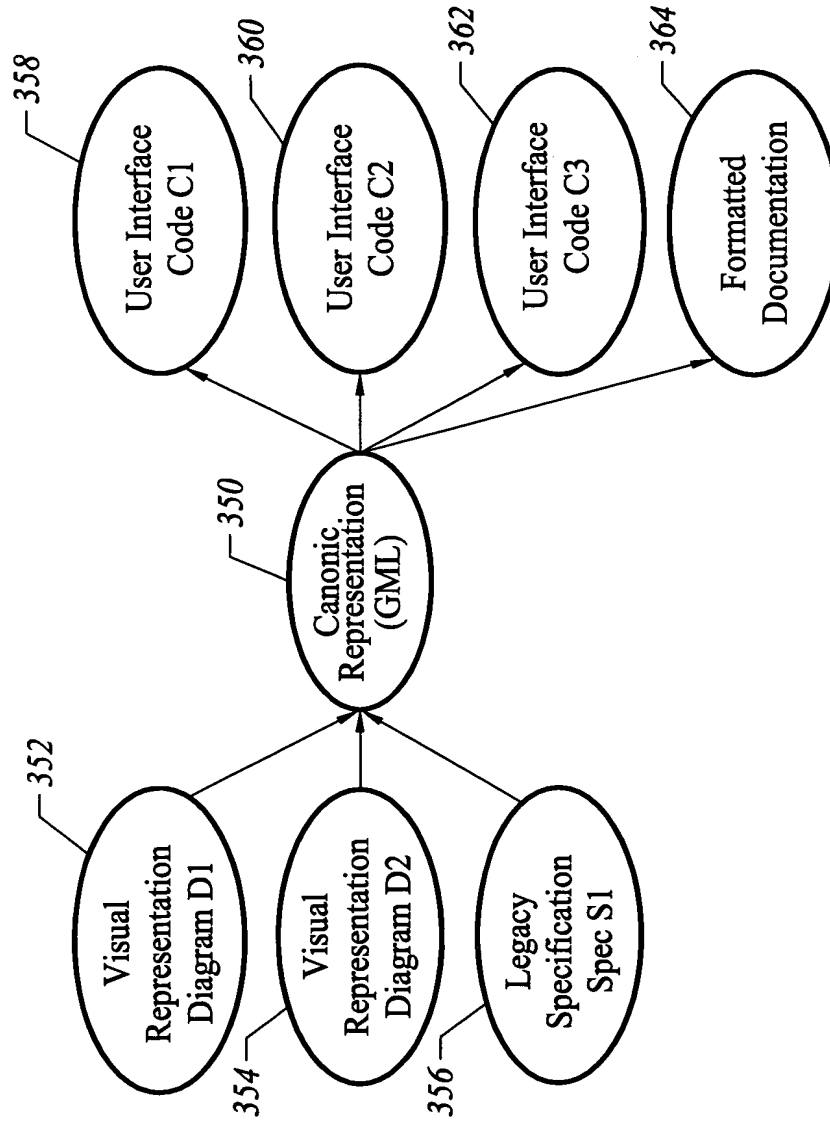 352
Visual
Representation
Diagram D1
354
Visual
Representation
Diagram D2
356
Legacy
Specification
Spec S1
350
Canonic
Representation
(GML)
358
User Interface
Code C1
360
User Interface
Code C2
362
User Interface
Code C3
364
Formatted
Documentation